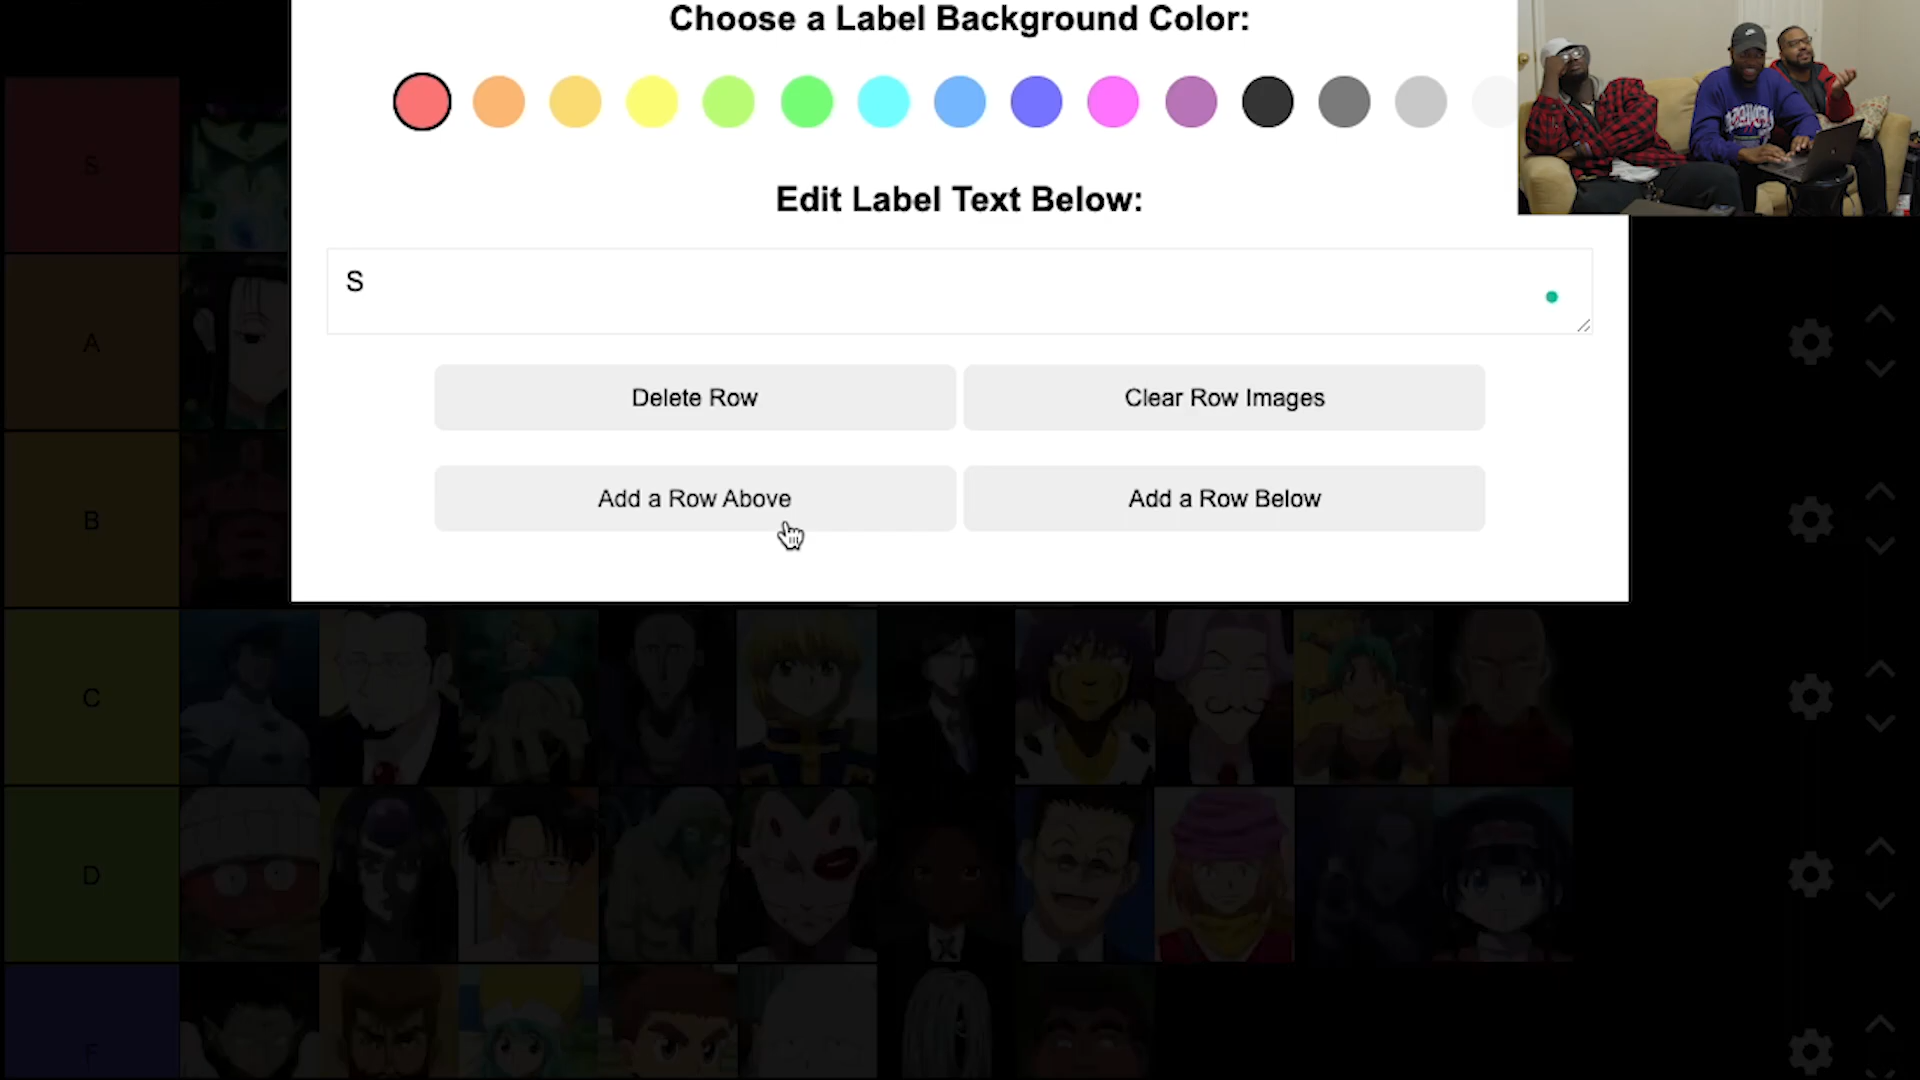 Choose a Label Background Color:
Edit Label Text Below:
S
Delete Row
Clear Row Images
Add a Row Above
Add a Row Below
S
A
B
C
D
F